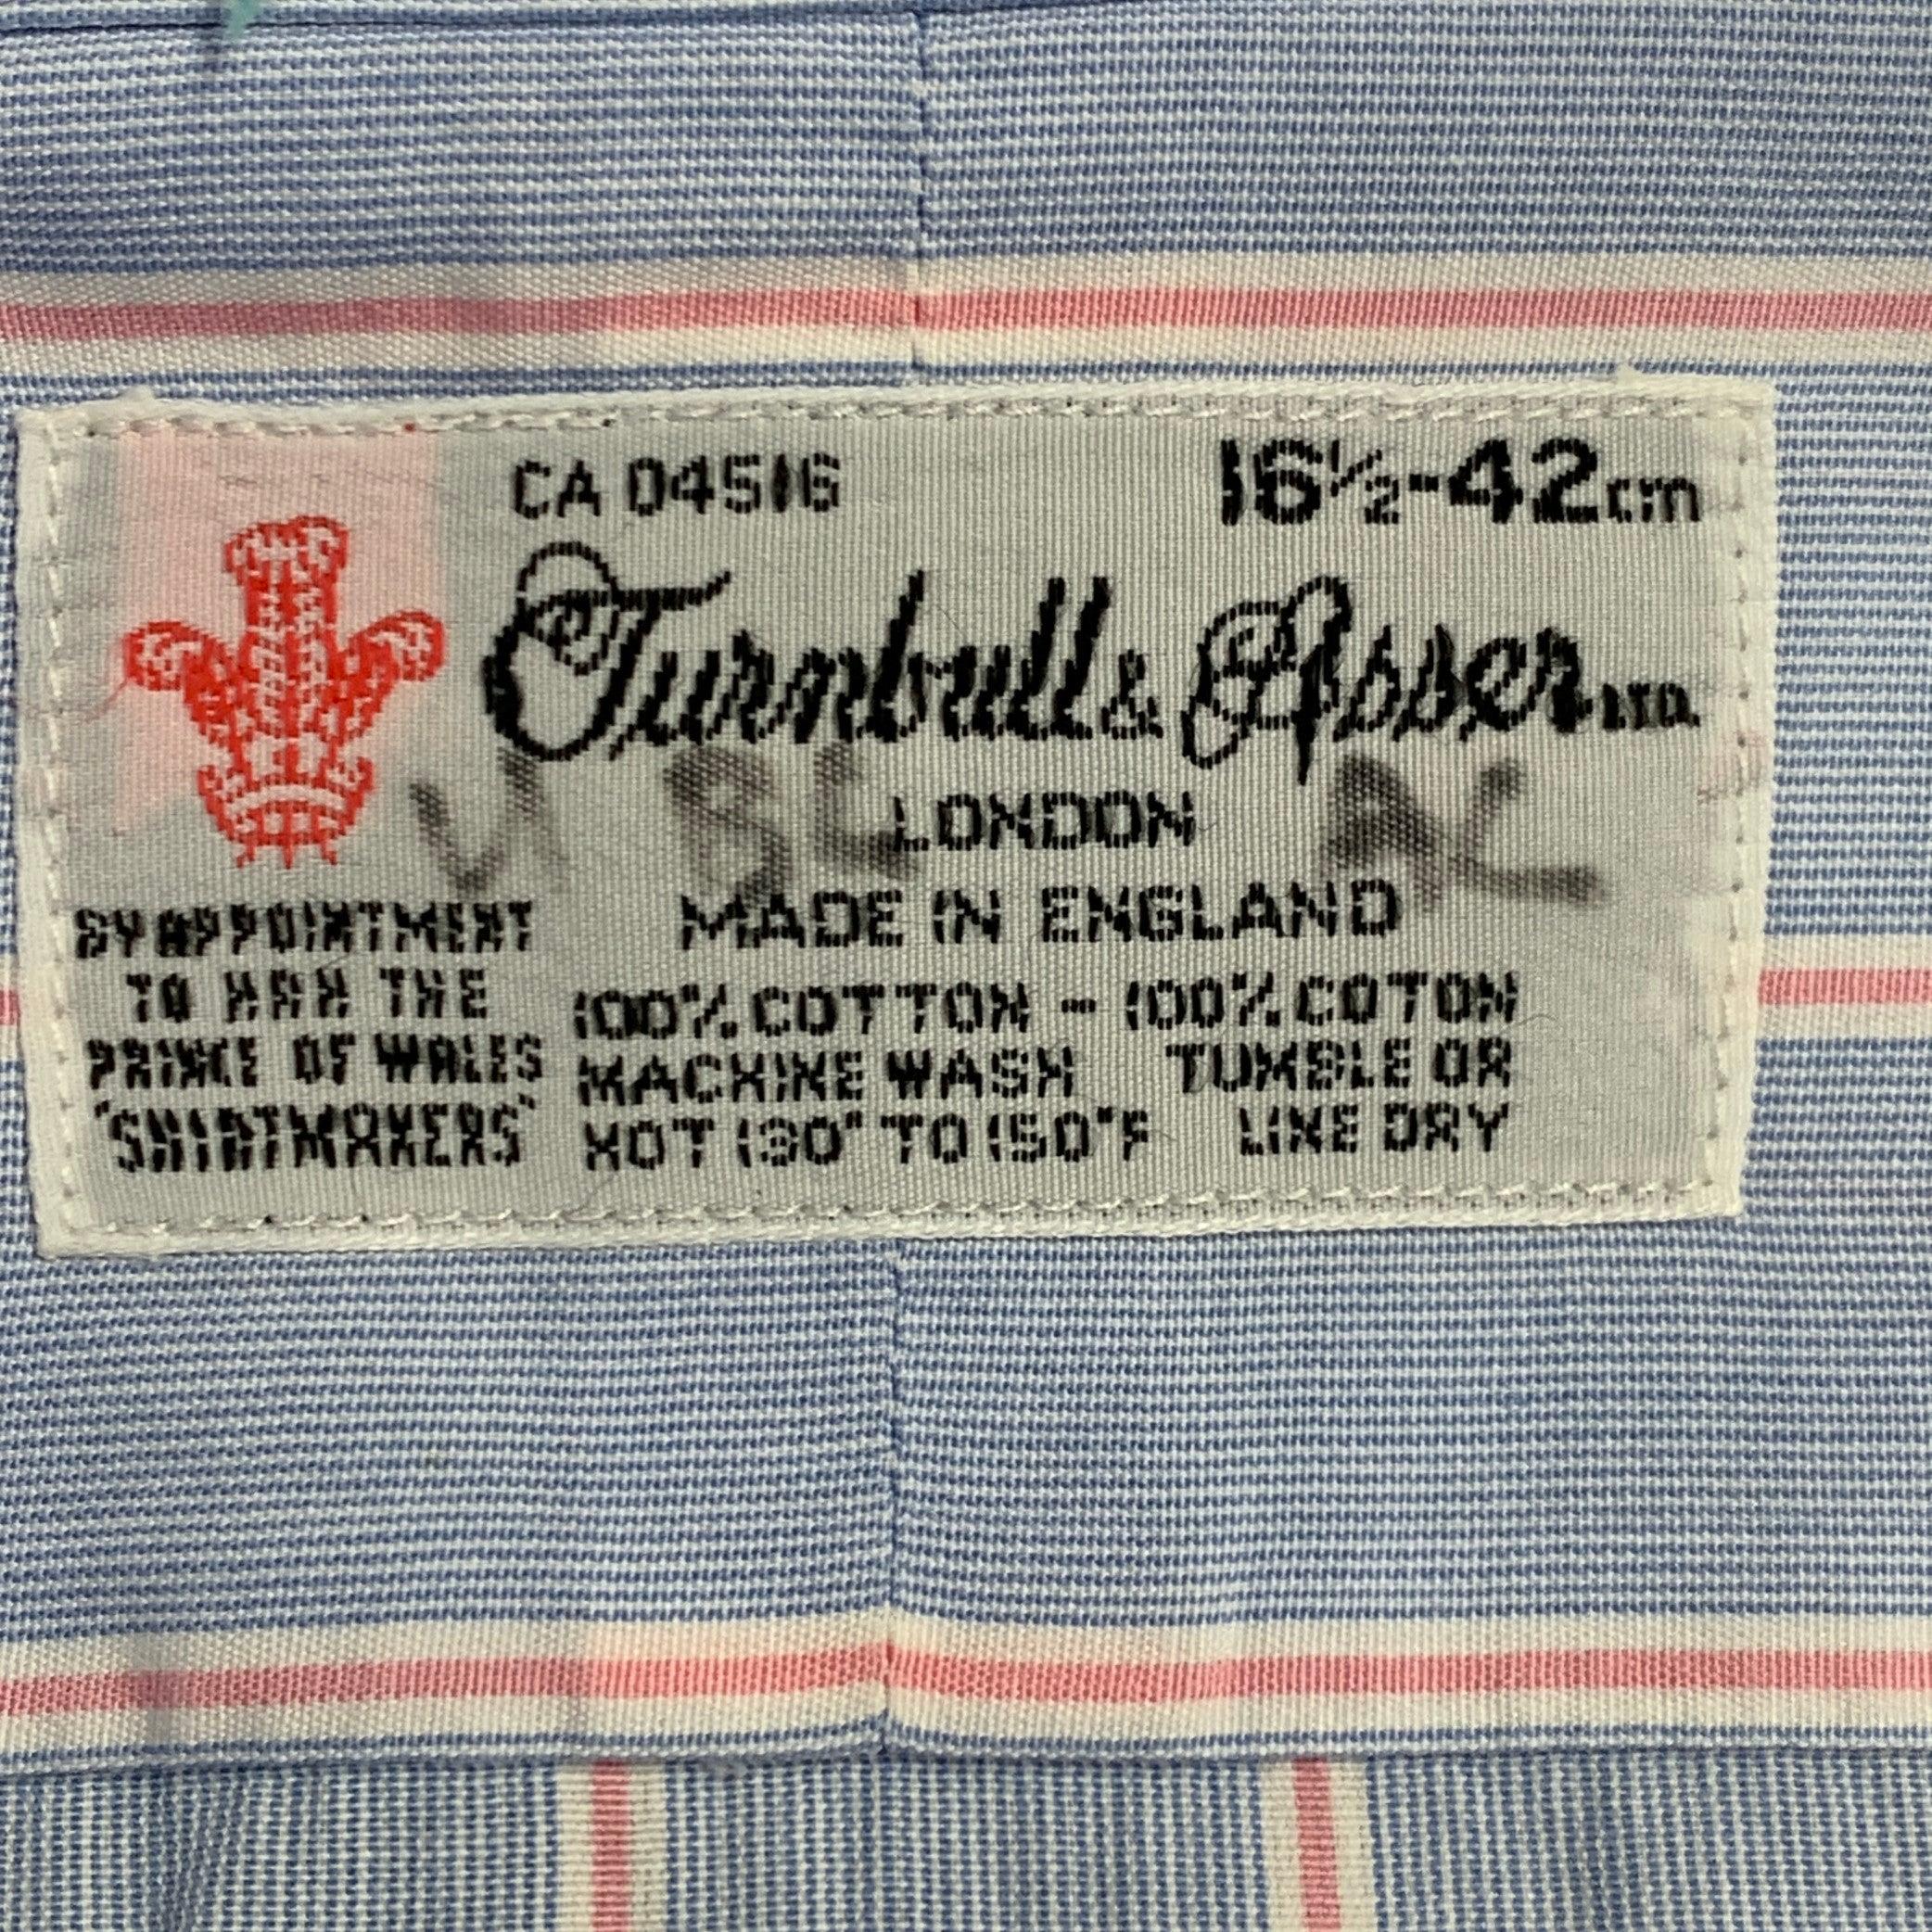 CA 04516 16½-42cm
Turnbull & Asser LTD.
LONDON
MADE IN ENGLAND
BY APPOINTMENT
TO HRH THE
PRINCE OF WALES
"SHIRTMAKERS"
100% COTTON - 100% COTON
MACHINE WASH TUMBLE OR
HOT 130° TO 150°F LINE DRY